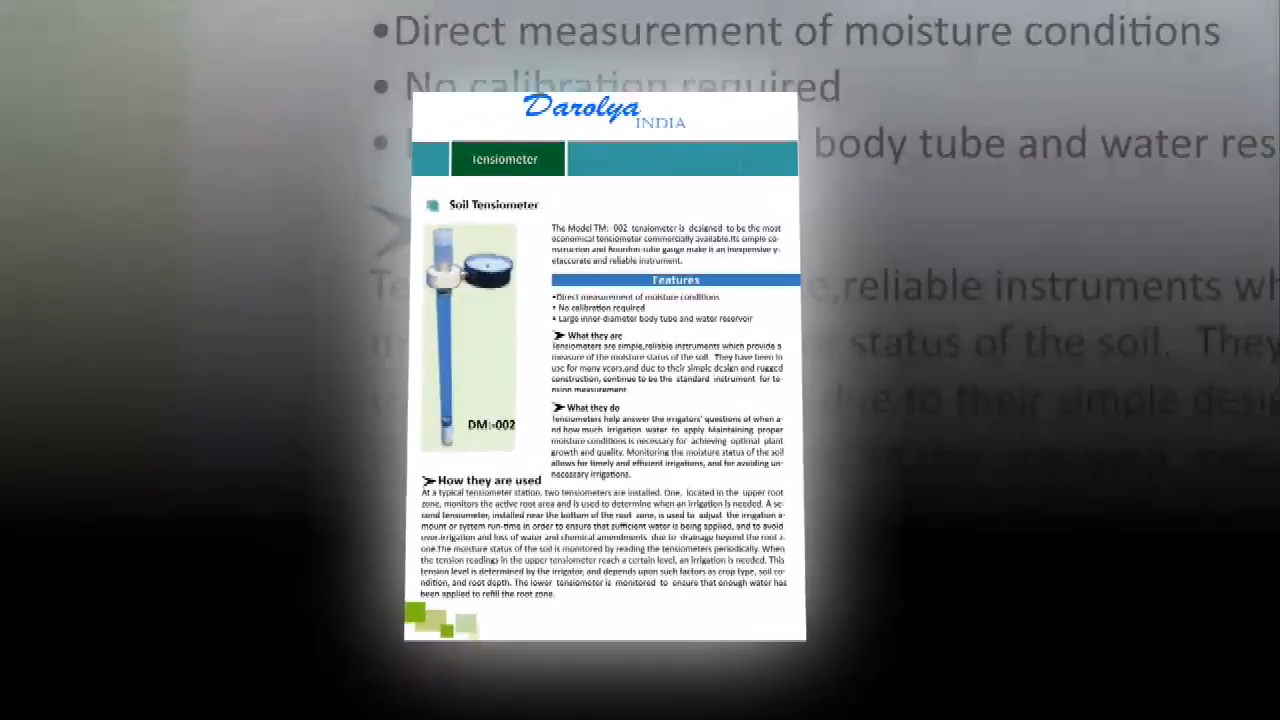 •Direct measurement of moisture conditions
• No calibration required
body tube and water res
,reliable instruments wh
status of the soil. They
to their simple desig
Darolya
INDIA
Tensiometer
Soil Tensiometer
The Model TM:- 002 tensiometer is designed to be the most
economical tensiometer commercially available.Its simple co-
nstruction and Bourdon-tube gauge make it an inexpensive y-
etaccurate and reliable instrument.
Features
•Direct measurement of moisture conditions
• No calibration required
• Large inner-diameter body tube and water reservoir
➢ What they are
Tensiometers are simple,reliable instruments which provide a
measure of the moisture status of the soil. They have been in
use for many years,and due to their simple design and rugged
construction, continue to be the standard instrument for te-
nsion measurement.
➢ What they do
Tensiometers help answer the irrigators' questions of when a-
nd how much irrigation water to apply. Maintaining proper
moisture conditions is necessary for achieving optimal plant
growth and quality. Monitoring the moisture status of the soil
allows for timely and efficient irrigations, and for avoiding un-
necessary irrigations.
DM:-002
➢How they are used
At a typical tensiometer station, two tensiometers are installed. One, located in the upper root
zone, monitors the active root area and is used to determine when an irrigation is needed. A se-
cond tensiometer, installed near the bottom of the root zone, is used to adjust the irrigation a-
mount or system run-time in order to ensure that sufficient water is being applied, and to avoid
over-irrigation and loss of water and chemical amendments due to drainage beyond the root z-
one.The moisture status of the soil is monitored by reading the tensiometers periodically. When
the tension readings in the upper tensiometer reach a certain level, an irrigation is needed. This
tension level is determined by the irrigator, and depends upon such factors as crop type, soil co-
ndition, and root depth. The lower tensiometer is monitored to ensure that enough water has
been applied to refill the root zone.